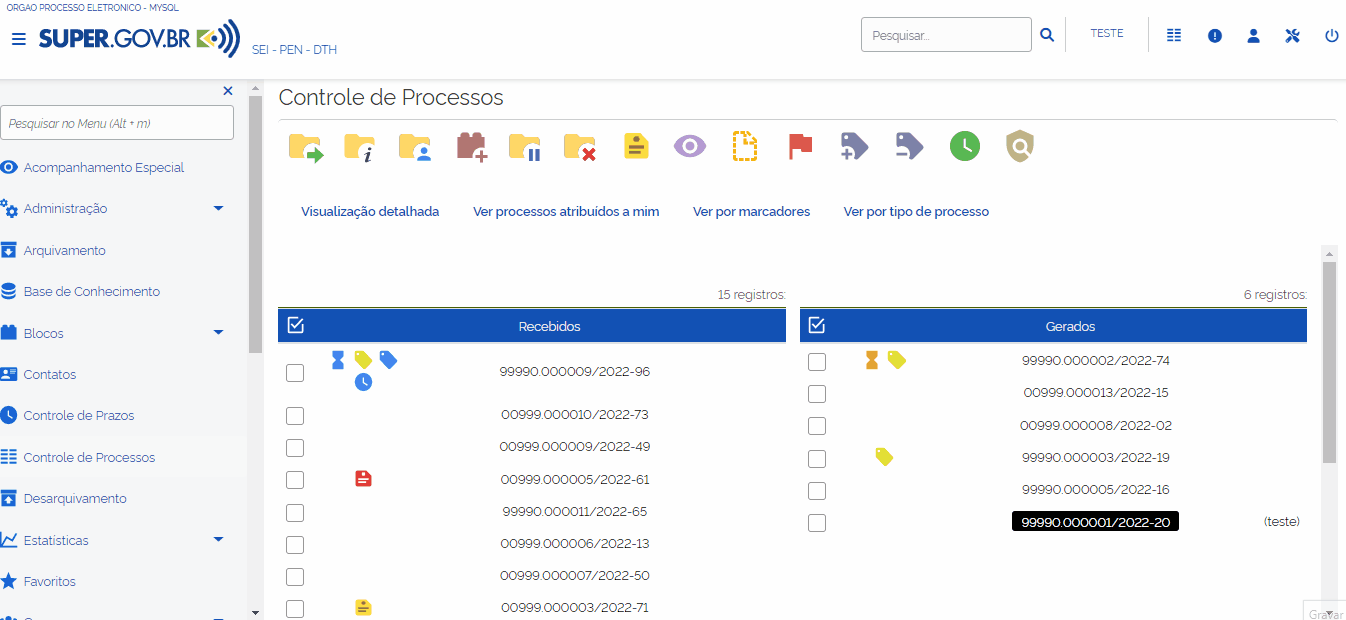 ORGAO PROCESSO ELETRONICO - MYSQL
SUPER.GOV.BR
SEI - PEN - DTH
Pesquisar...
TESTE
Pesquisar no Menu (Alt + m)
Acompanhamento Especial
Administração
Arquivamento
Base de Conhecimento
Blocos
Contatos
Controle de Prazos
Controle de Processos
Desarquivamento
Estatísticas
Favoritos
Controle de Processos
Visualização detalhada
Ver processos atribuídos a mim
Ver por marcadores
Ver por tipo de processo
15 registros:
Recebidos
99990.000009/2022-96
00999.000010/2022-73
00999.000009/2022-49
00999.000005/2022-61
99990.000011/2022-65
00999.000006/2022-13
00999.000007/2022-50
00999.000003/2022-71
6 registros:
Gerados
99990.000002/2022-74
00999.000013/2022-15
00999.000008/2022-02
99990.000003/2022-19
99990.000005/2022-16
99990.000001/2022-20
(teste)
Gravar